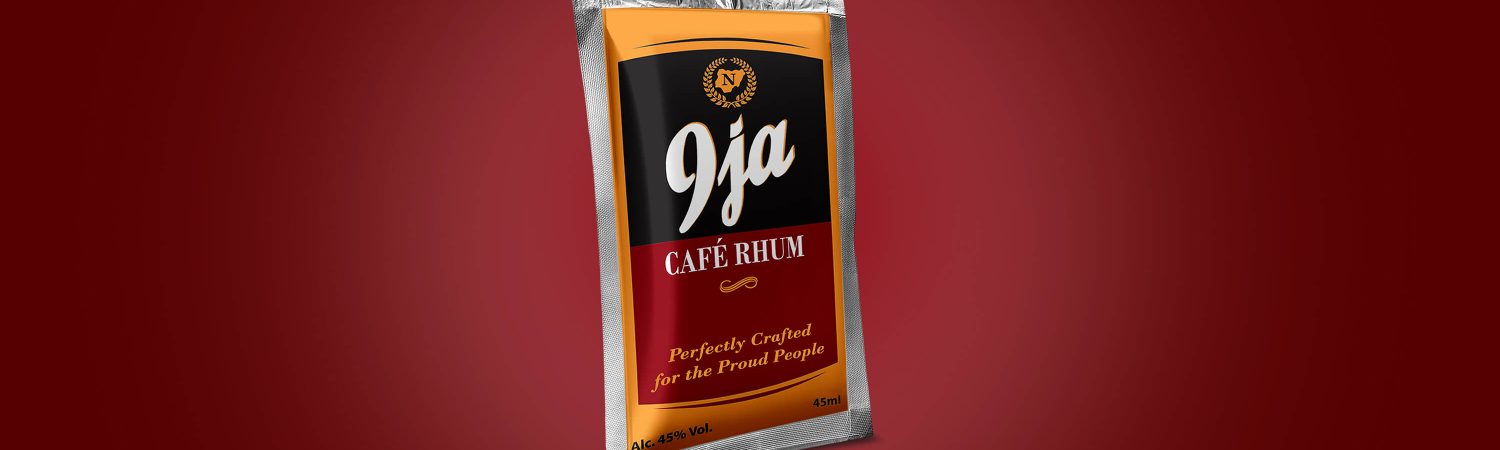 N
9ja
CAFÉ RHUM
Perfectly Crafted
for the Proud People
45ml
Alc. 45% Vol.